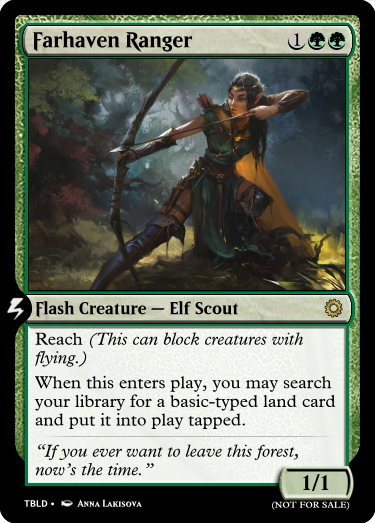 Farhaven Ranger 1
Flash Creature — Elf Scout
Reach (This can block creatures with
flying.)
When this enters play, you may search
your library for a basic-typed land card
and put it into play tapped.
“If you ever want to leave this forest,
now’s the time.”
1/1
TBLD • Anna Lakisova
(NOT FOR SALE)